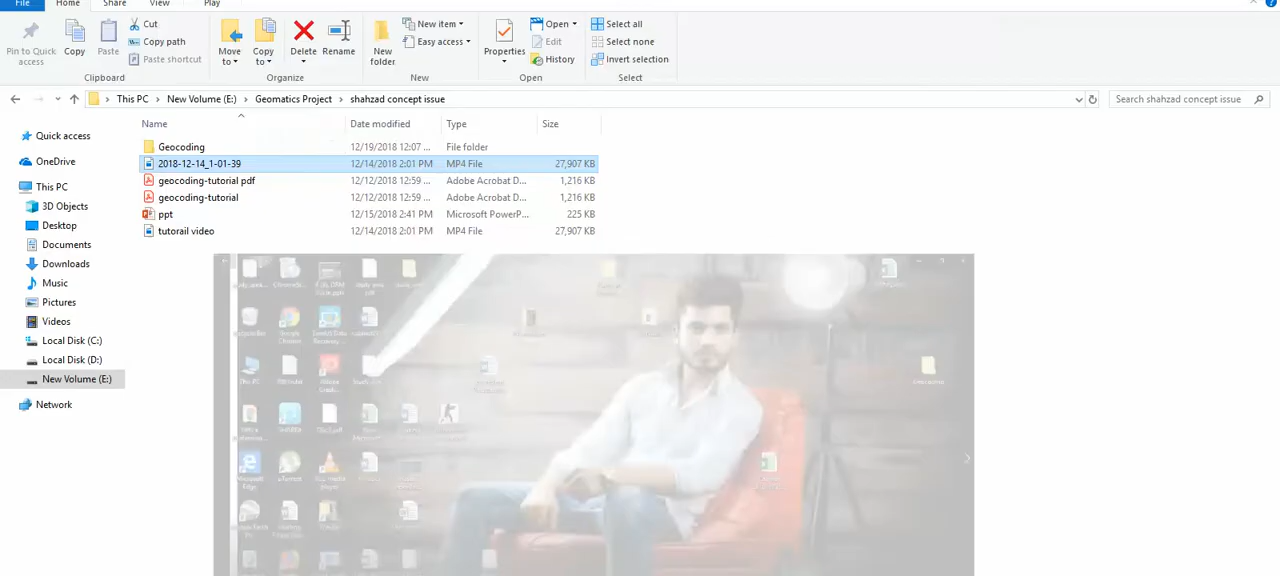 File Home Share View Play
Pin to Quick access
Copy
Paste
Cut
Copy path
Paste shortcut
Clipboard
Move to
Copy to
Delete
Rename
Organize
New folder
New item
Easy access
New
Properties
Open
Edit
History
Open
Select all
Select none
Invert selection
Select
This PC › New Volume (E:) › Geomatics Project › shahzad concept issue
Search shahzad concept issue
Name Date modified Type Size
Geocoding 12/19/2018 12:07 ... File folder
2018-12-14_1-01-39 12/14/2018 2:01 PM MP4 File 27,907 KB
geocoding-tutorial pdf 12/12/2018 12:59 ... Adobe Acrobat D... 1,216 KB
geocoding-tutorial 12/12/2018 12:59 ... Adobe Acrobat D... 1,216 KB
ppt 12/15/2018 2:41 PM Microsoft PowerP... 225 KB
tutorail video 12/14/2018 2:01 PM MP4 File 27,907 KB
Quick access
OneDrive
This PC
3D Objects
Desktop
Documents
Downloads
Music
Pictures
Videos
Local Disk (C:)
Local Disk (D:)
New Volume (E:)
Network